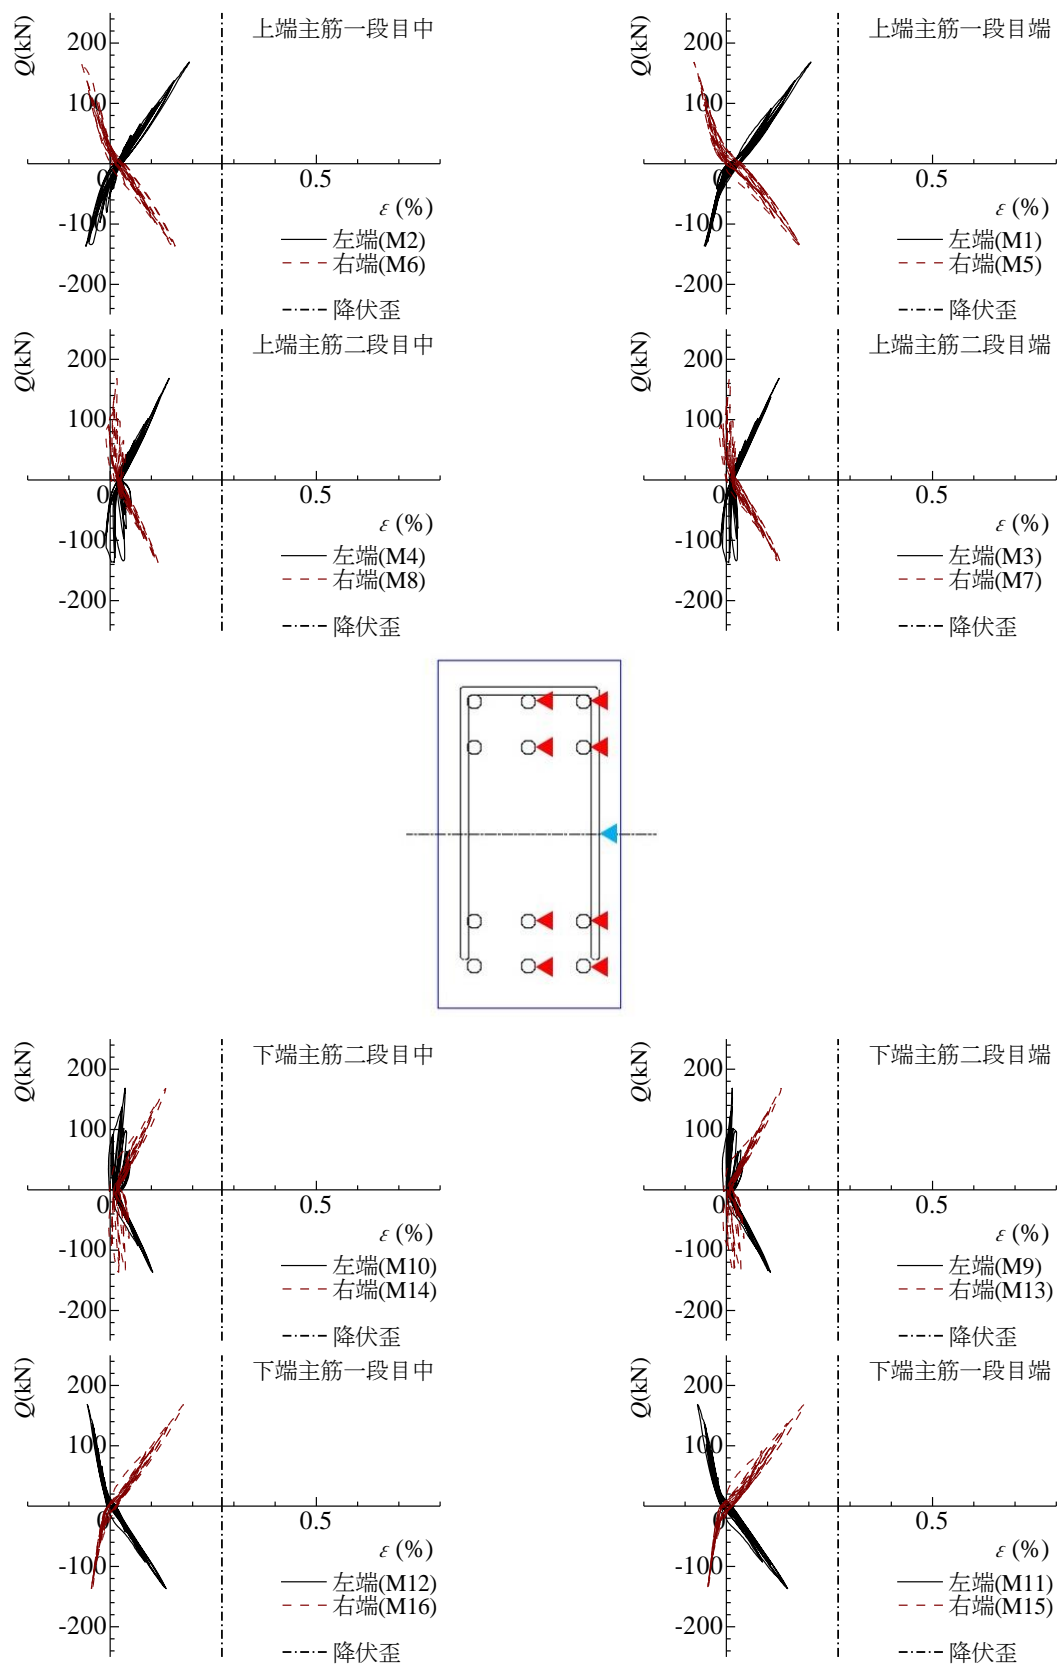 上端主筋一段目中
Q(kN)
200
100
0
0.5
-100
-200
ε (%)
左端(M2)
右端(M6)
降伏歪
上端主筋一段目端
Q(kN)
200
100
0
0.5
-100
-200
ε (%)
左端(M1)
右端(M5)
降伏歪
上端主筋二段目中
Q(kN)
200
100
0
0.5
-100
-200
ε (%)
左端(M4)
右端(M8)
降伏歪
上端主筋二段目端
Q(kN)
200
100
0
0.5
-100
-200
ε (%)
左端(M3)
右端(M7)
降伏歪
下端主筋二段目中
Q(kN)
200
100
0
0.5
-100
-200
ε (%)
左端(M10)
右端(M14)
降伏歪
下端主筋二段目端
Q(kN)
200
100
0
0.5
-100
-200
ε (%)
左端(M9)
右端(M13)
降伏歪
下端主筋一段目中
Q(kN)
200
100
0
0.5
-100
-200
ε (%)
左端(M12)
右端(M16)
降伏歪
下端主筋一段目端
Q(kN)
200
100
0
0.5
-100
-200
ε (%)
左端(M11)
右端(M15)
降伏歪